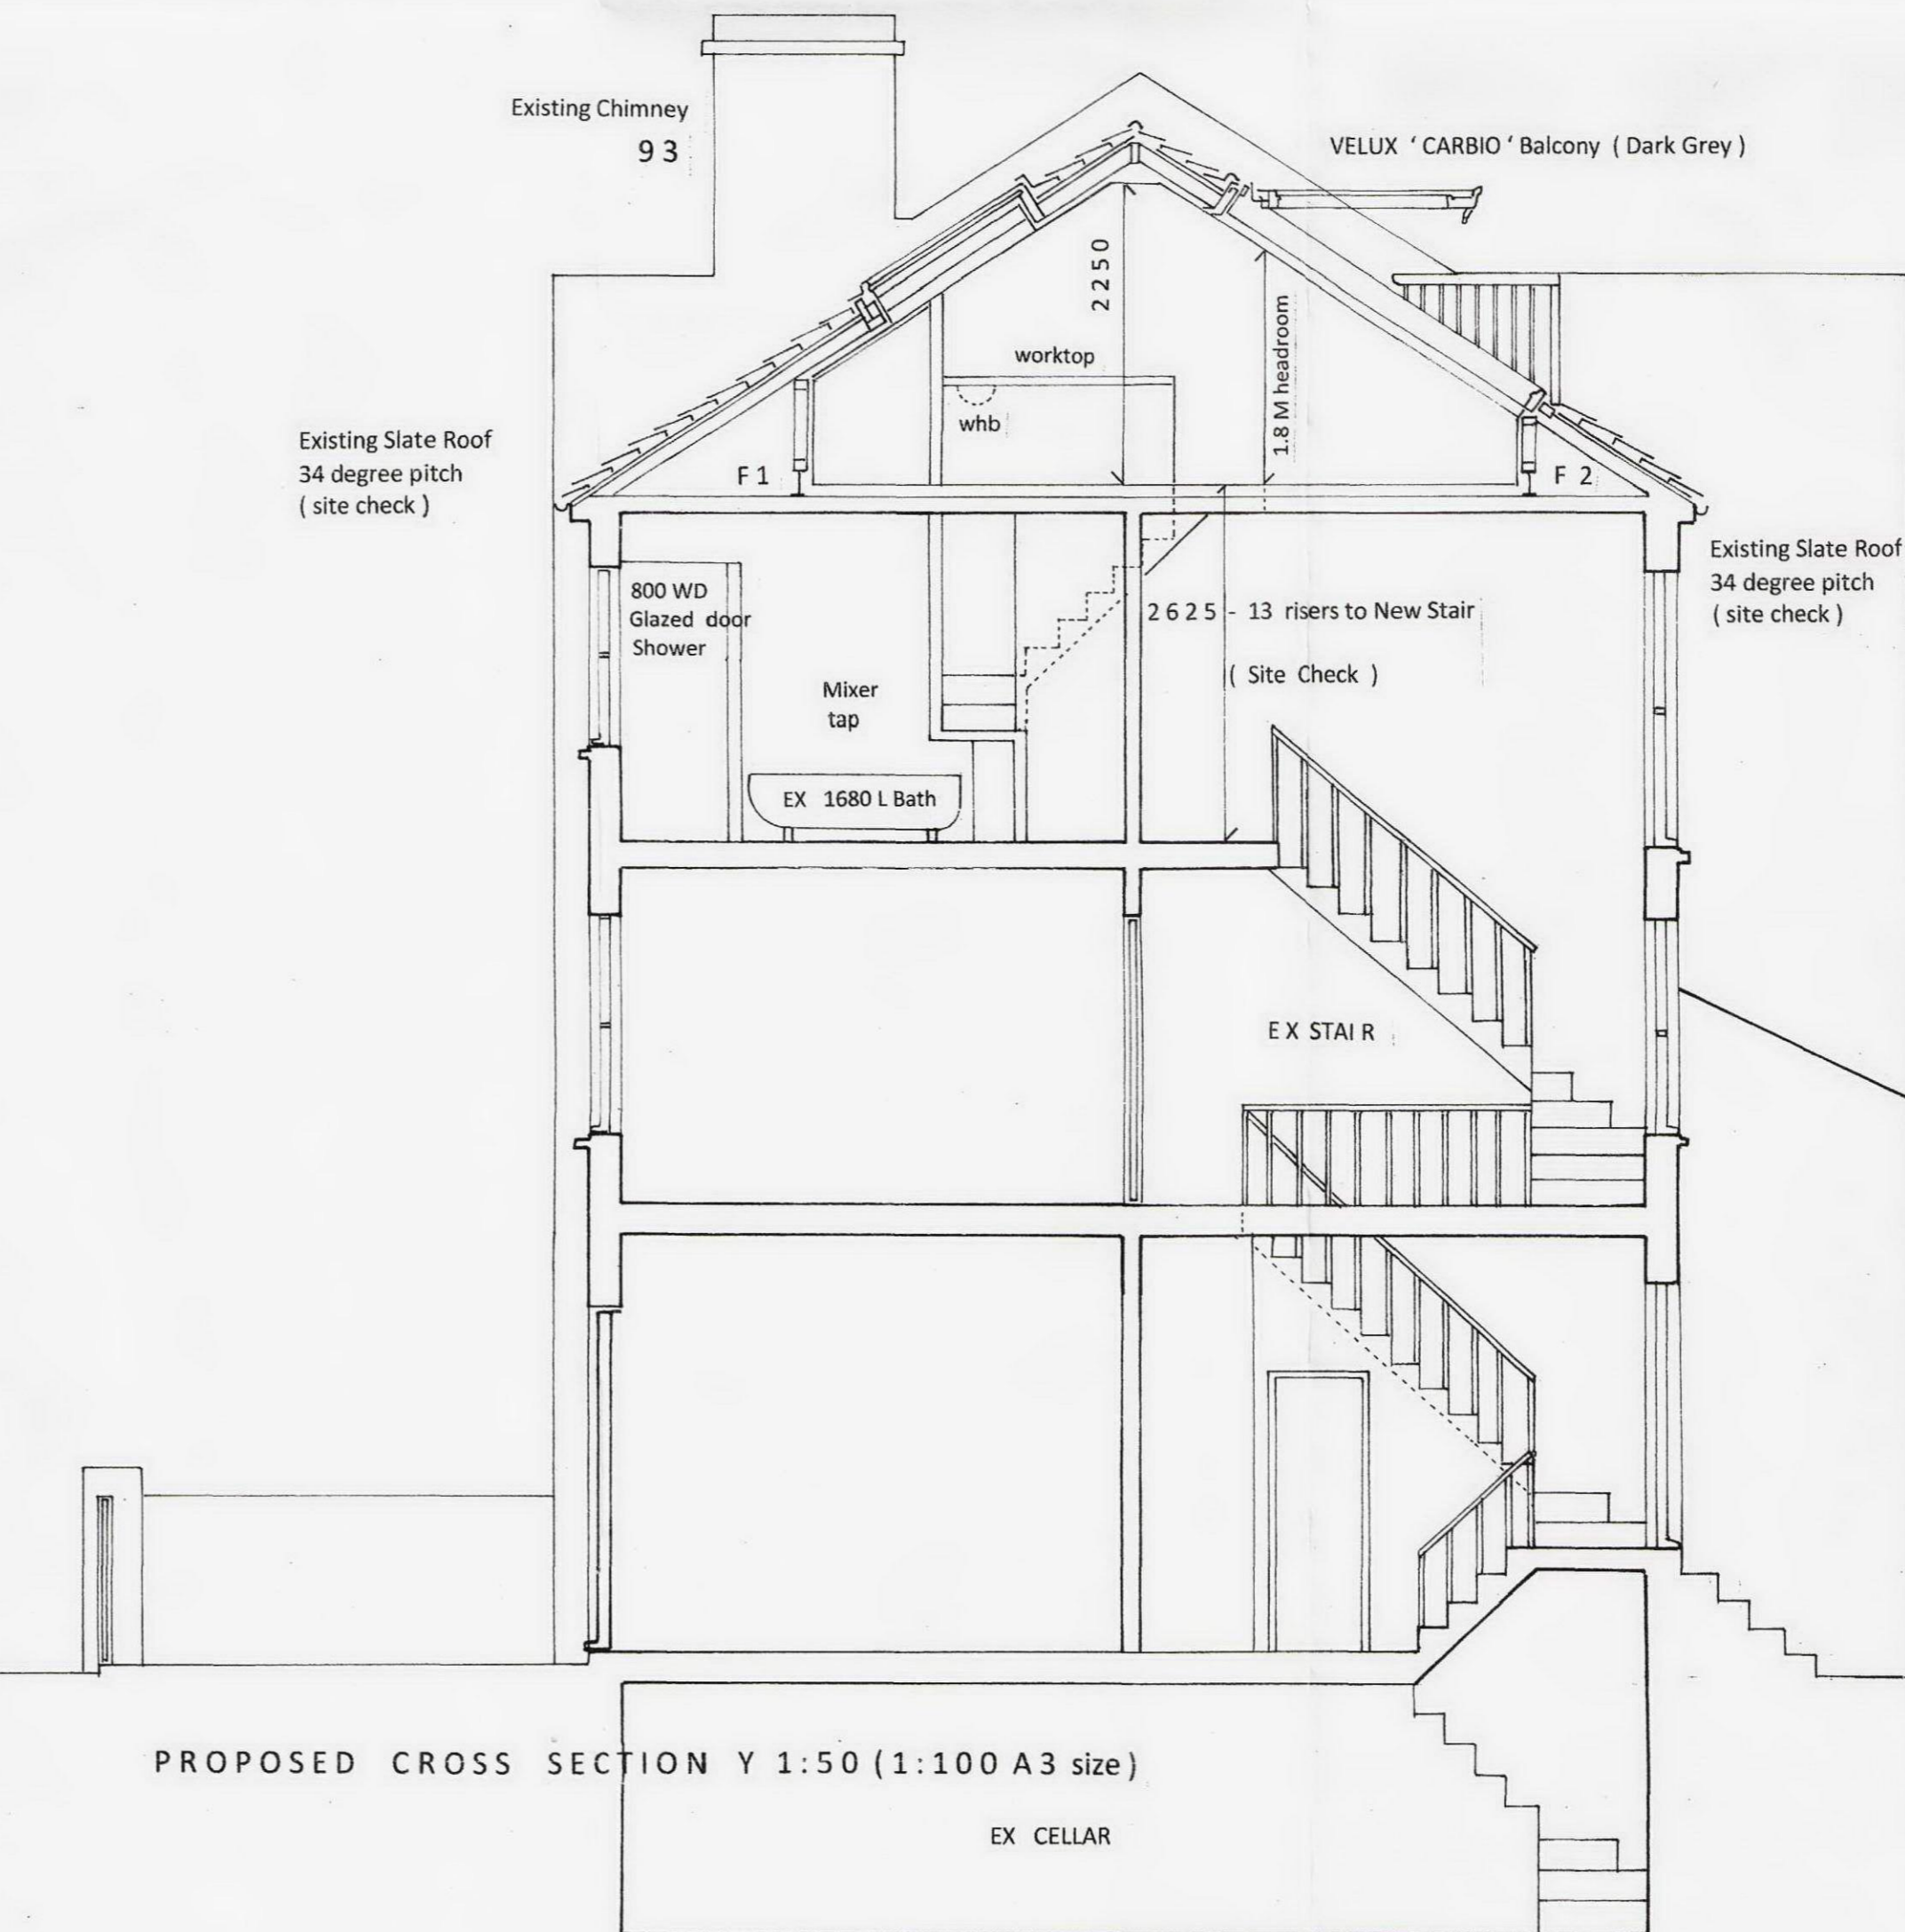 Existing Chimney
93
VELUX ‘ CARBIO ’ Balcony ( Dark Grey )
2250
1.8 M headroom
worktop
whb
Existing Slate Roof
34 degree pitch
( site check )
F 1
F 2
Existing Slate Roof
34 degree pitch
( site check )
800 WD
Glazed door
Shower
2625 - 13 risers to New Stair
( Site Check )
Mixer
tap
EX 1680 L Bath
EX STAIR
PROPOSED CROSS SECTION Y 1:50 (1:100 A3 size)
EX CELLAR